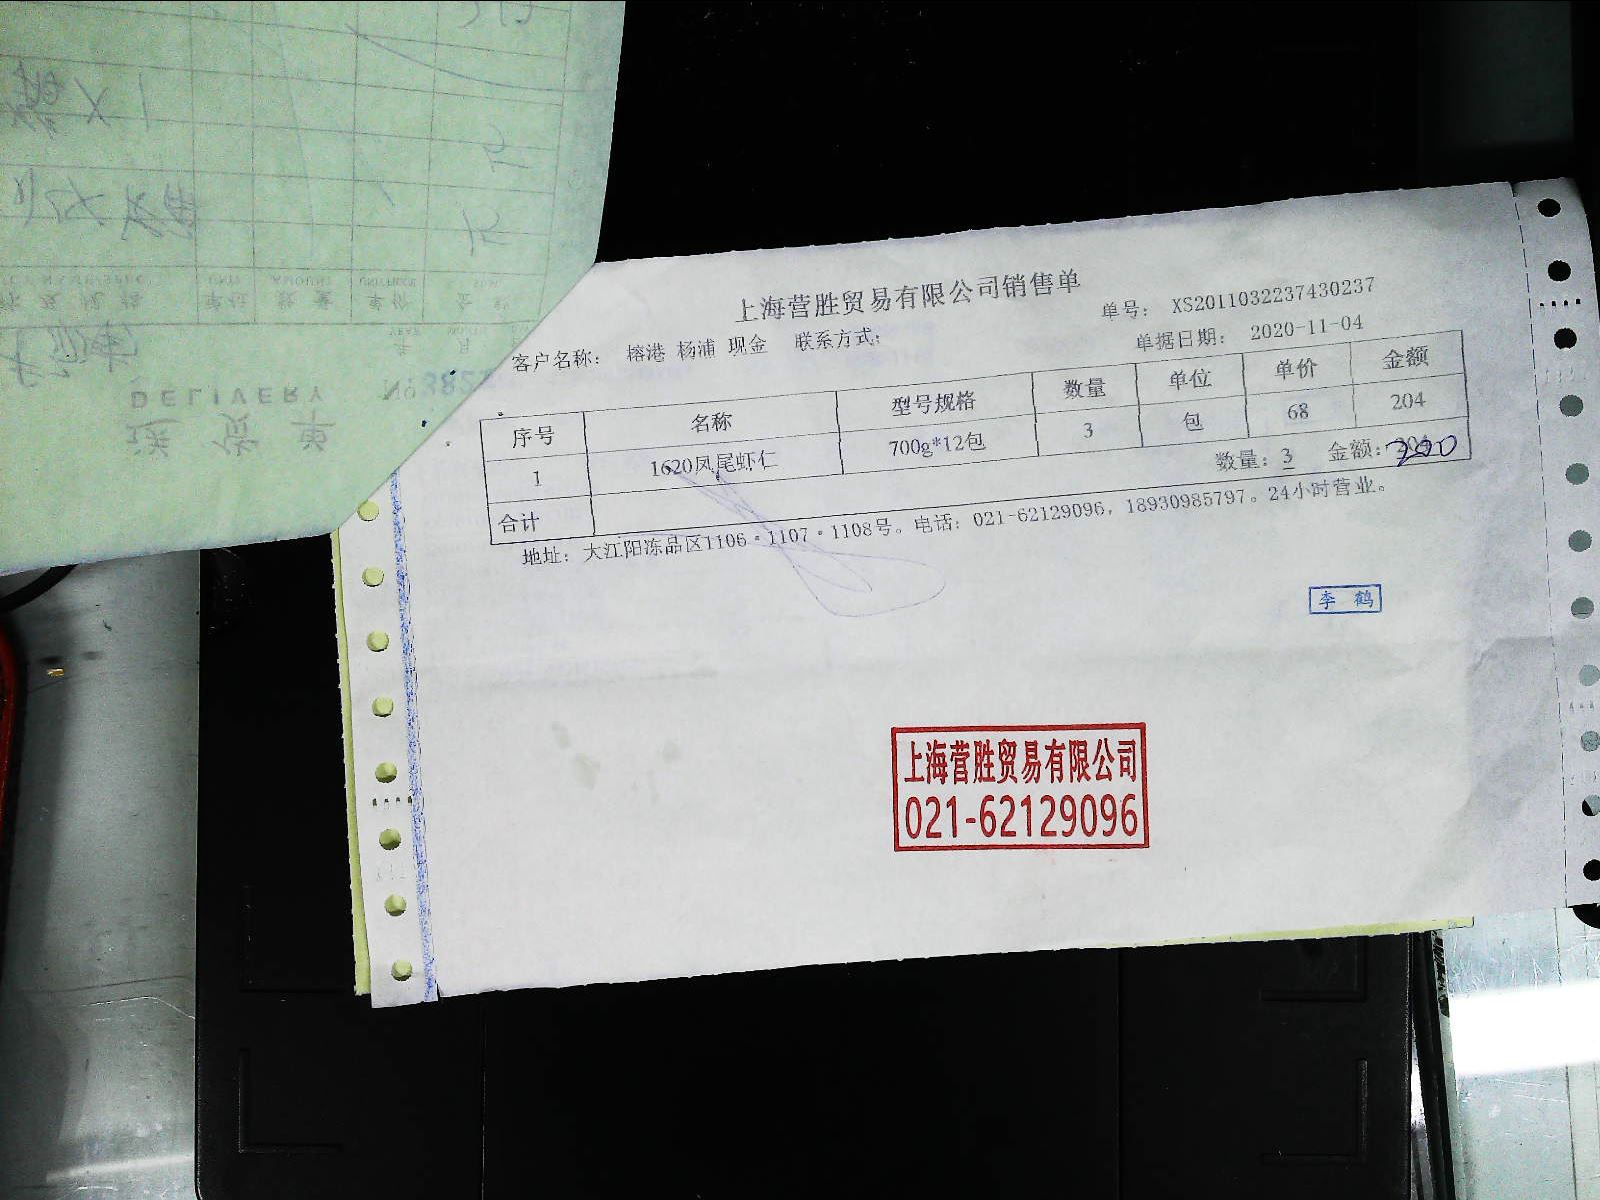 上海营胜贸易有限公司销售单
单号： XS2011032237430237
客户名称： 榕港 杨浦 现金 联系方式：
单据日期： 2020-11-04
序号 名称 型号规格 数量 单位 单价 金额
1 1620凤尾虾仁 700g*12包 3 包 68 204
合计 数量：3 金额：200
地址：大江阳冻品区1106·1107·1108号。电话：021-62129096，18930985797。24小时营业。
李鹤
上海营胜贸易有限公司
021-62129096
送货单
DELIVERY